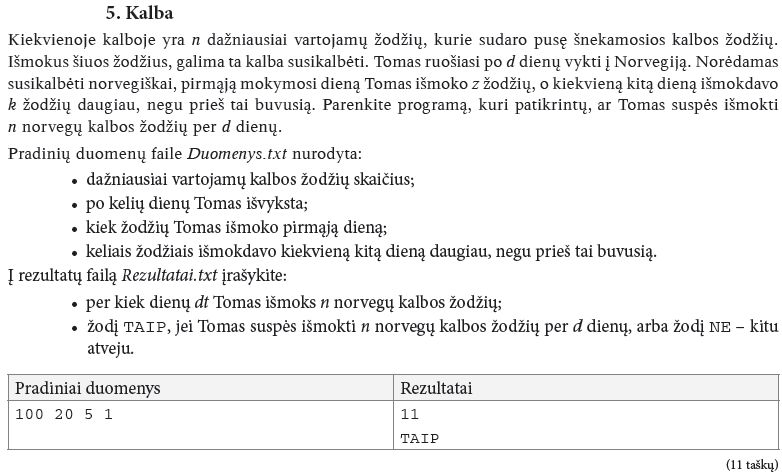 5. Kalba
Kiekvienoje kalboje yra n dažniausiai vartojamų žodžių, kurie sudaro pusę šnekamosios kalbos žodžių.
Išmokus šiuos žodžius, galima ta kalba susikalbėti. Tomas ruošiasi po d dienų vykti į Norvegiją. Norėdamas
susikalbėti norvegiškai, pirmąją mokymosi dieną Tomas išmoko z žodžių, o kiekvieną kitą dieną išmokdavo
k žodžių daugiau, negu prieš tai buvusią. Parenkite programą, kuri patikrintų, ar Tomas suspės išmokti
n norvegų kalbos žodžių per d dienų.
Pradinių duomenų faile Duomenys.txt nurodyta:
• dažniausiai vartojamų kalbos žodžių skaičius;
• po kelių dienų Tomas išvyksta;
• kiek žodžių Tomas išmoko pirmąją dieną;
• keliais žodžiais išmokdavo kiekvieną kitą dieną daugiau, negu prieš tai buvusią.
Į rezultatų failą Rezultatai.txt įrašykite:
• per kiek dienų dt Tomas išmoks n norvegų kalbos žodžių;
• žodį TAIP, jei Tomas suspės išmokti n norvegų kalbos žodžių per d dienų, arba žodį NE – kitu
atveju.
Pradiniai duomenys Rezultatai
100 20 5 1 11
TAIP
(11 taškų)